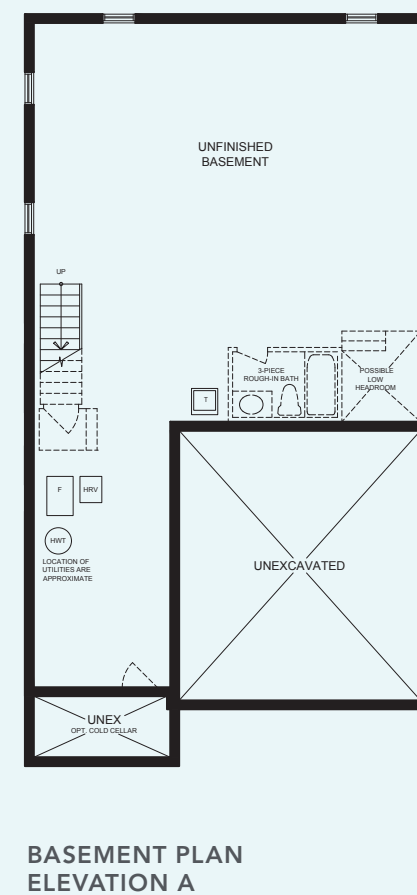 UNFINISHED
BASEMENT
UP
3-PIECE
ROUGH-IN BATH
POSSIBLE
LOW
HEADROOM
T
F
HRV
HWT
LOCATION OF
UTILITIES ARE
APPROXIMATE
UNEXCAVATED
UNEX
OPT. COLD CELLAR
BASEMENT PLAN
ELEVATION A